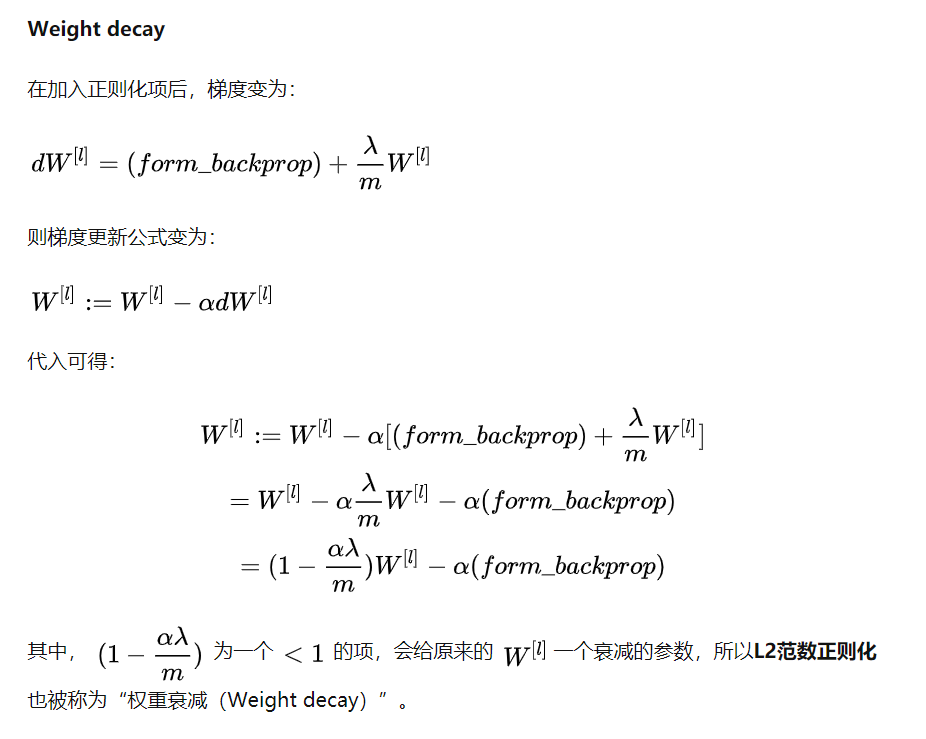 Weight decay
在加入正则化项后，梯度变为：
$dW^{[l]} = (form\_backprop) + \frac{\lambda}{m}W^{[l]}$
则梯度更新公式变为：
$W^{[l]} := W^{[l]} - \alpha dW^{[l]}$
代入可得：
$W^{[l]} := W^{[l]} - \alpha[(form\_backprop) + \frac{\lambda}{m}W^{[l]}]$
$= W^{[l]} - \alpha\frac{\lambda}{m}W^{[l]} - \alpha(form\_backprop)$
$= (1 - \frac{\alpha\lambda}{m})W^{[l]} - \alpha(form\_backprop)$
其中， $(1 - \frac{\alpha\lambda}{m})$ 为一个 $< 1$ 的项，会给原来的 $W^{[l]}$ 一个衰减的参数，所以L2范数正则化
也被称为“权重衰减（Weight decay）”。